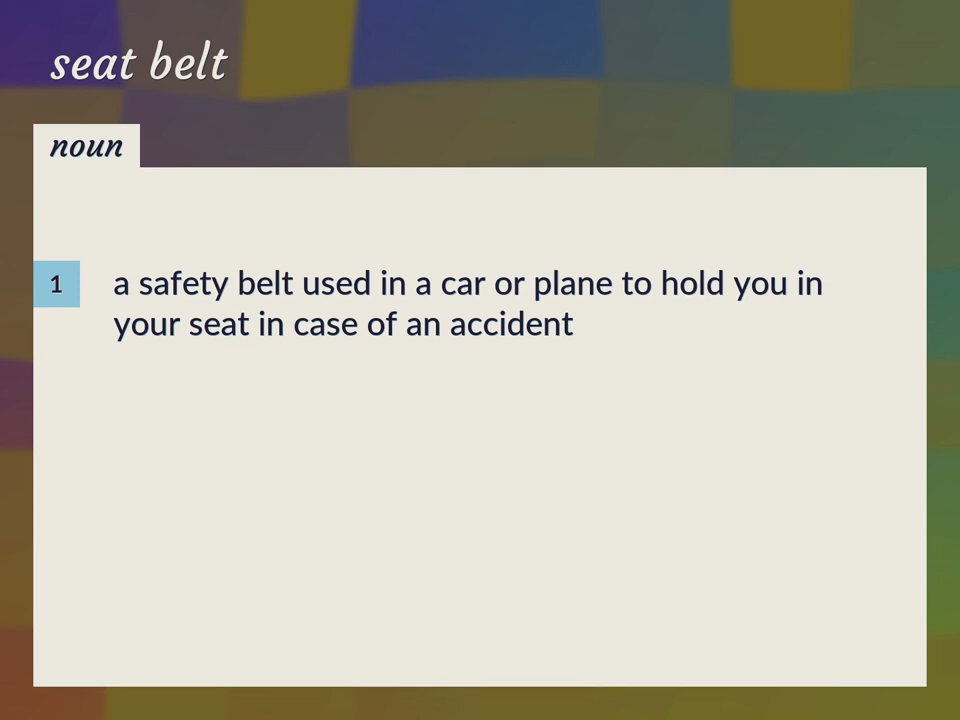 seat belt
noun
1 a safety belt used in a car or plane to hold you in
your seat in case of an accident